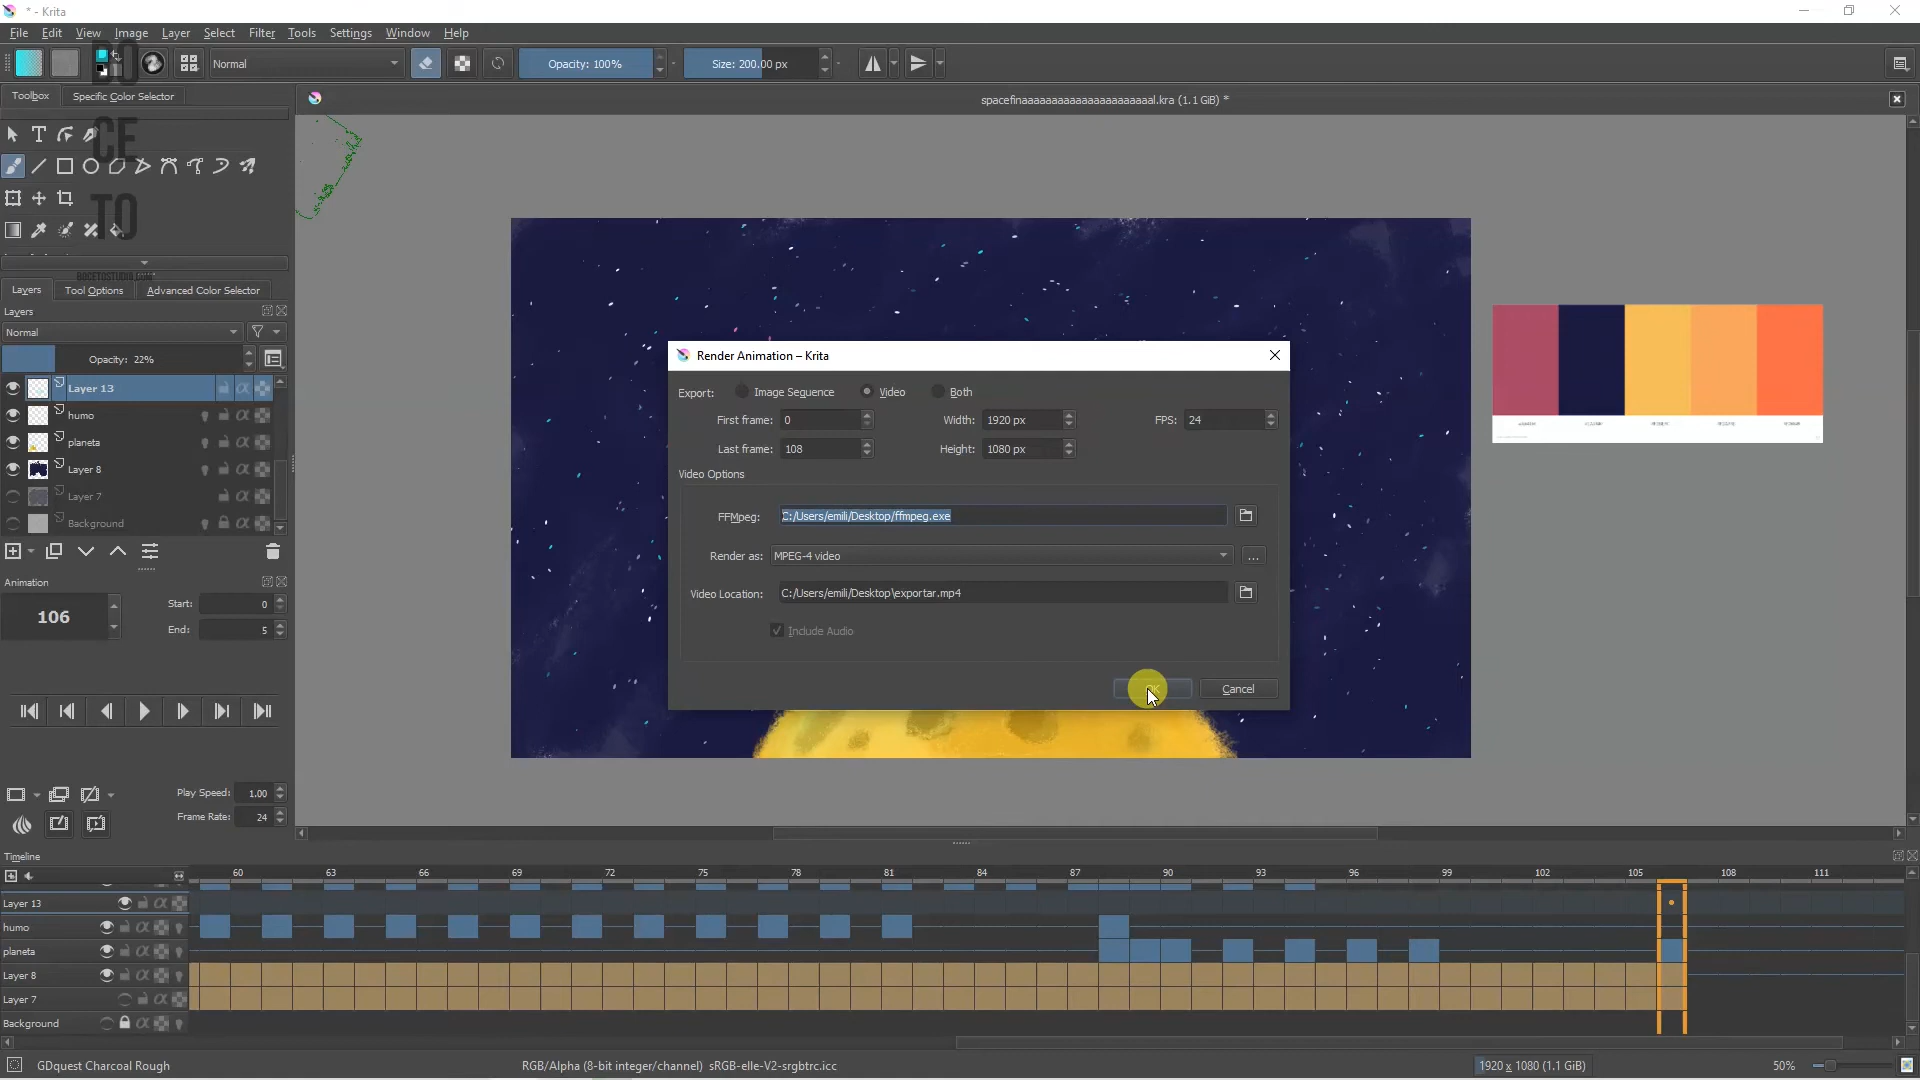 * - Krita
File Edit View Image Layer Select Filter Tools Settings Window Help
Normal
Opacity: 100%
Size: 200.00 px
Toolbox
Specific Color Selector
spacefinaaaaaaaaaaaaaaaaaaaaaal.kra (1.1 GiB) *
BO
CE
TO
BOCETOSTUDIO.COM
Layers
Tool Options
Advanced Color Selector
Layers
Normal
Opacity: 22%
Layer 13
humo
planeta
Layer 8
Layer 7
Background
Animation
106
Start: 0
End: 5
Play Speed: 1.00
Frame Rate: 24
Render Animation – Krita
Export: Image Sequence Video Both
First frame: 0
Width: 1920 px
FPS: 24
Last frame: 108
Height: 1080 px
Video Options
FFMpeg: C:/Users/emili/Desktop/ffmpeg.exe
Render as: MPEG-4 video
...
Video Location: C:/Users/emili/Desktop\exportar.mp4
Include Audio
OK
Cancel
Timeline
60 63 66 69 72 75 78 81 84 87 90 93 96 99 102 105 108 111
Layer 13
humo
planeta
Layer 8
Layer 7
Background
GDquest Charcoal Rough
RGB/Alpha (8-bit integer/channel) sRGB-elle-V2-srgbtrc.icc
1920 x 1080 (1.1 GiB)
50%